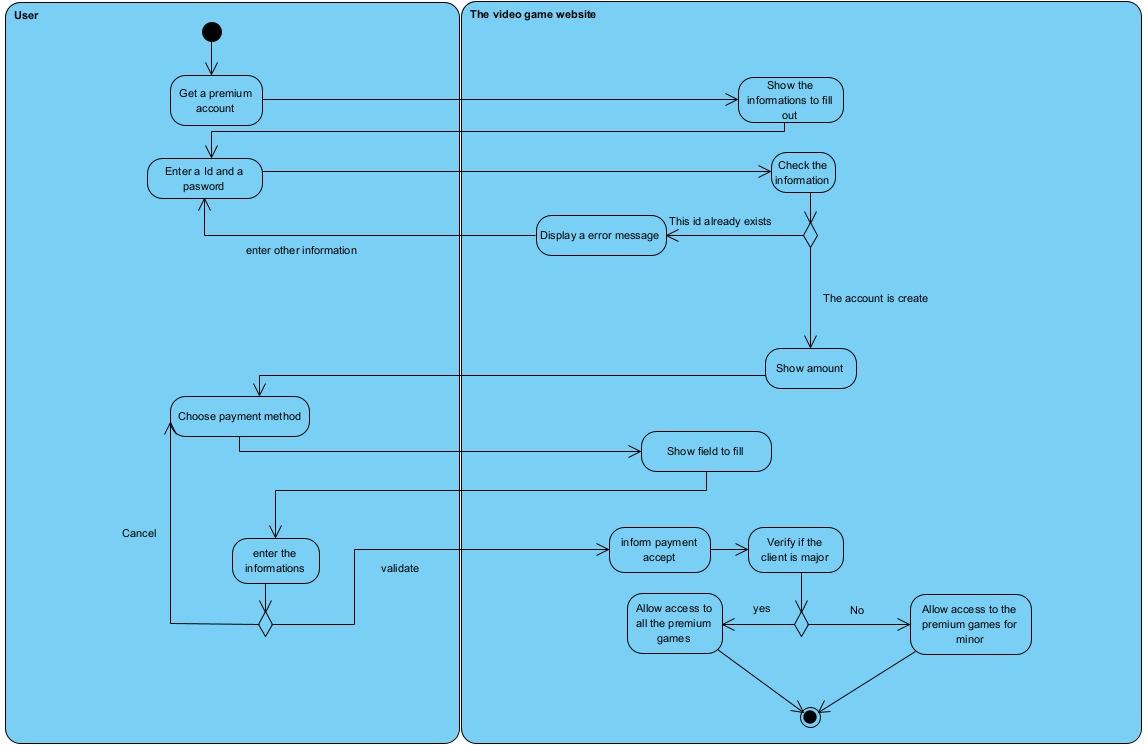 User
The video game website
Get a premium
account
Show the
informations to fill
out
Enter a Id and a
pasword
Check the
information
This id already exists
Display a error message
enter other information
The account is create
Show amount
Choose payment method
Show field to fill
Cancel
enter the
informations
validate
inform payment
accept
Verify if the
client is major
yes
No
Allow access to
all the premium
games
Allow access to the
premium games for
minor